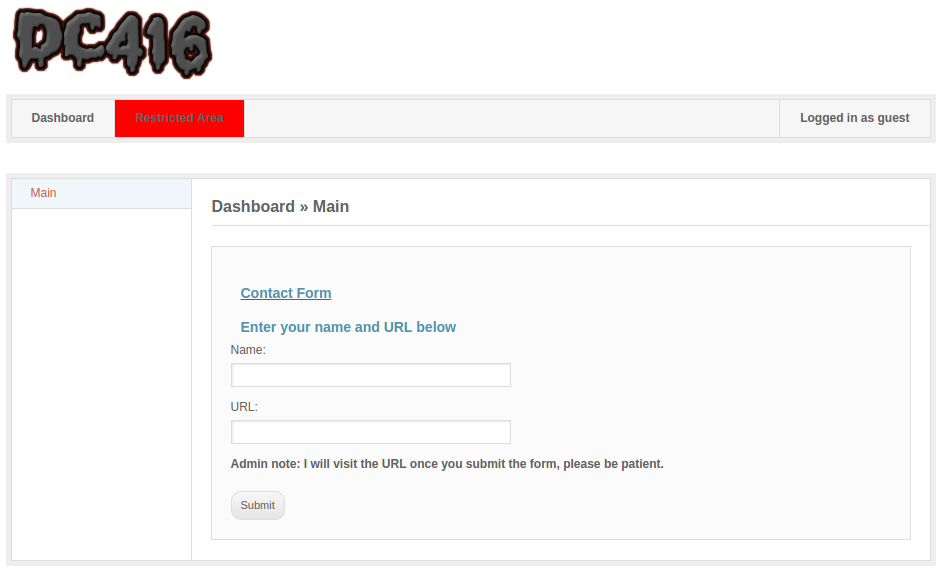 DC416
Dashboard
Restricted Area
Logged in as guest
Main
Dashboard » Main
Contact Form
Enter your name and URL below
Name:
URL:
Admin note: I will visit the URL once you submit the form, please be patient.
Submit